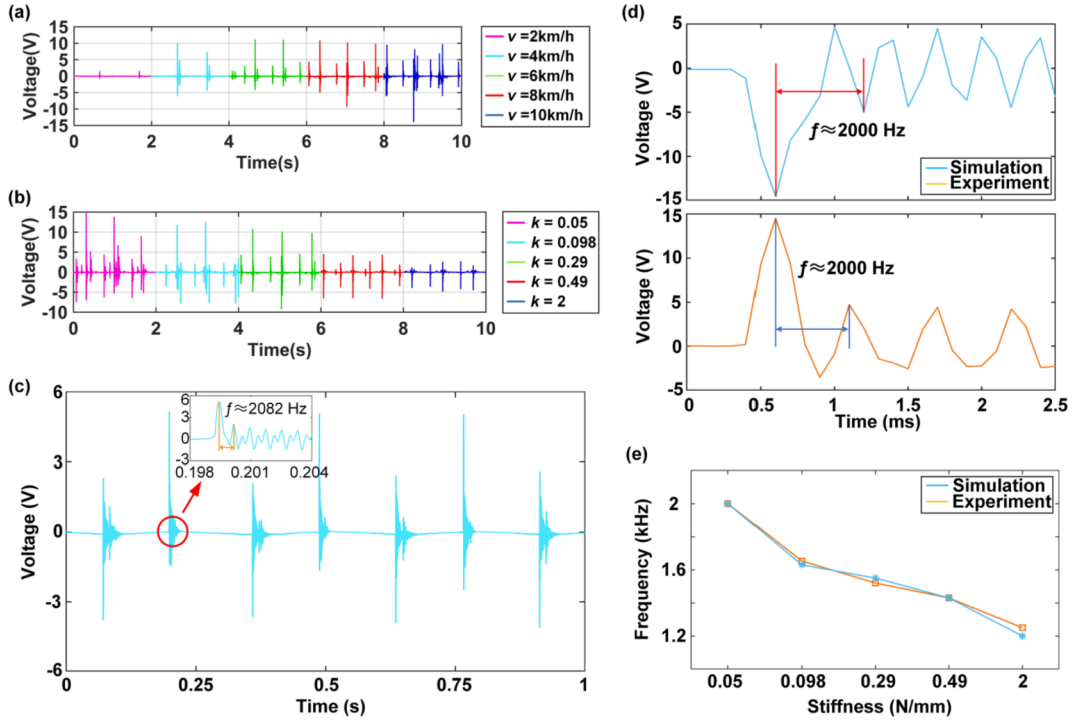 (a)
Voltage(V)
15
10
5
0
-5
-10
-15
0
2
4
6
8
10
Time(s)
v =2km/h
v =4km/h
v =6km/h
v =8km/h
v =10km/h
(b)
Voltage(V)
15
10
5
0
-5
-10
0
2
4
6
8
10
Time(s)
k = 0.05
k = 0.098
k = 0.29
k = 0.49
k = 2
(c)
Voltage (V)
6
3
0
-3
-6
0
0.25
0.5
0.75
1
Time (s)
6
3
0
-3
f≈2082 Hz
0.198
0.201
0.204
(d)
Voltage (V)
5
0
-5
-10
-15
f≈2000 Hz
Simulation
Experiment
Voltage (V)
15
10
5
0
-5
f≈2000 Hz
0
0.5
1
1.5
2
2.5
Time (ms)
(e)
Frequency (kHz)
2
1.6
1.2
Simulation
Experiment
0.05
0.098
0.29
0.49
2
Stiffness (N/mm)